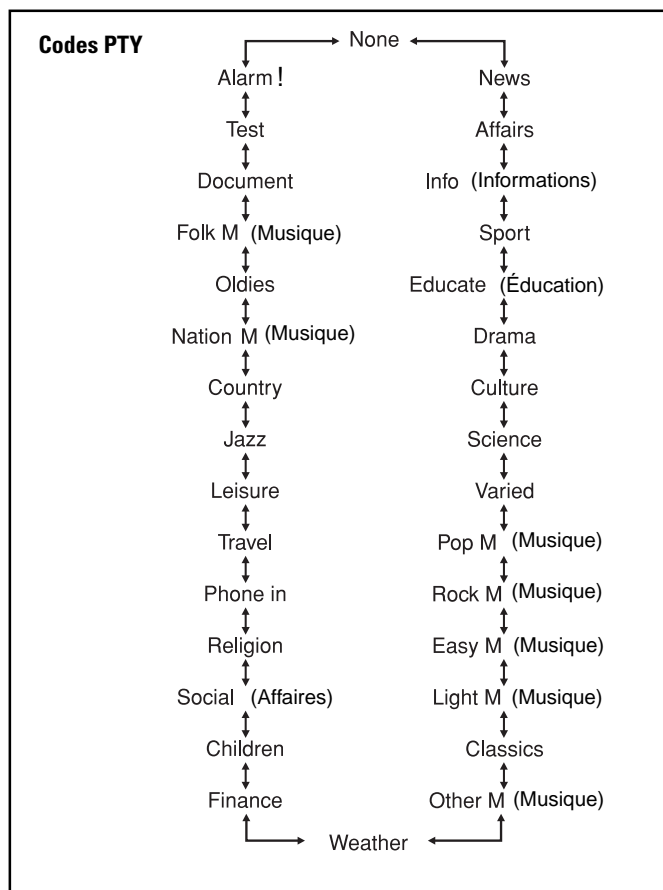 Codes PTY
None
Alarm !
News
Test
Affairs
Document
Info (Informations)
Folk M (Musique)
Sport
Oldies
Educate (Éducation)
Nation M (Musique)
Drama
Country
Culture
Jazz
Science
Leisure
Varied
Travel
Pop M (Musique)
Phone in
Rock M (Musique)
Religion
Easy M (Musique)
Social (Affaires)
Light M (Musique)
Children
Classics
Finance
Other M (Musique)
Weather